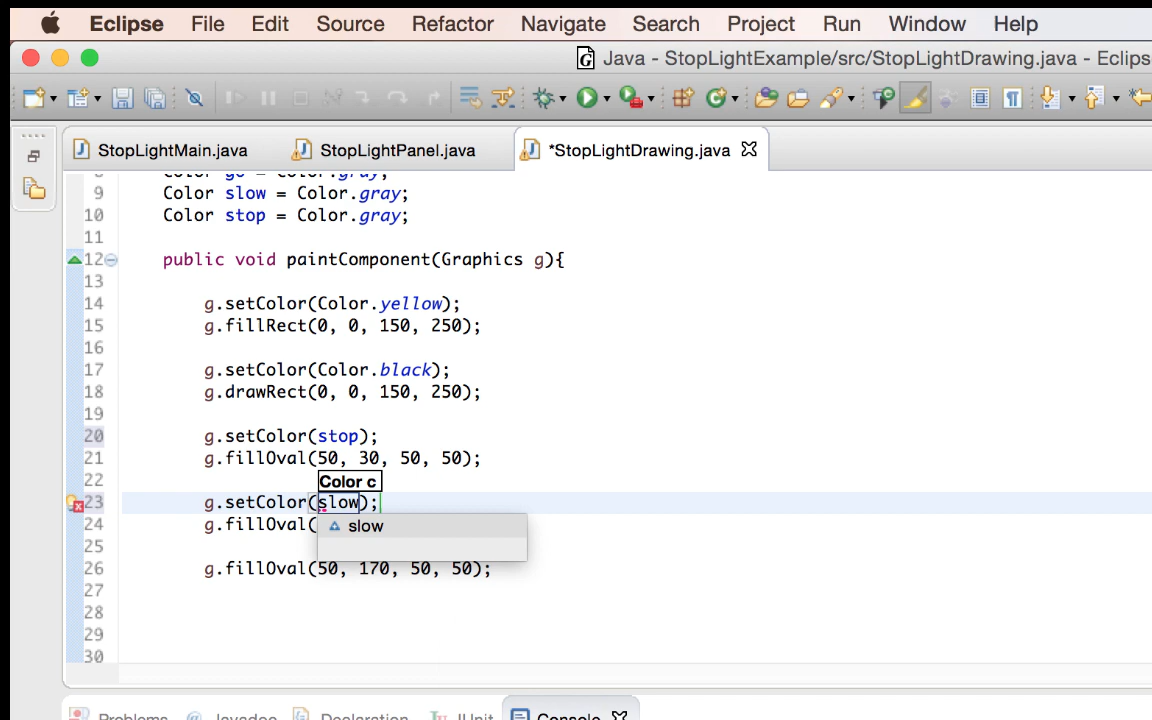 Eclipse File Edit Source Refactor Navigate Search Project Run Window Help
Java - StopLightExample/src/StopLightDrawing.java - Eclips
StopLightMain.java StopLightPanel.java *StopLightDrawing.java
8 Color go = Color.gray;
9 Color slow = Color.gray;
10 Color stop = Color.gray;
11
12 public void paintComponent(Graphics g){
13
14 g.setColor(Color.yellow);
15 g.fillRect(0, 0, 150, 250);
16
17 g.setColor(Color.black);
18 g.drawRect(0, 0, 150, 250);
19
20 g.setColor(stop);
21 g.fillOval(50, 30, 50, 50);
22
Color c
23 g.setColor(slow);
24 g.fillOval(
slow
25
26 g.fillOval(50, 170, 50, 50);
27
28
29
30
Problems Javadoc Declaration JUnit Console